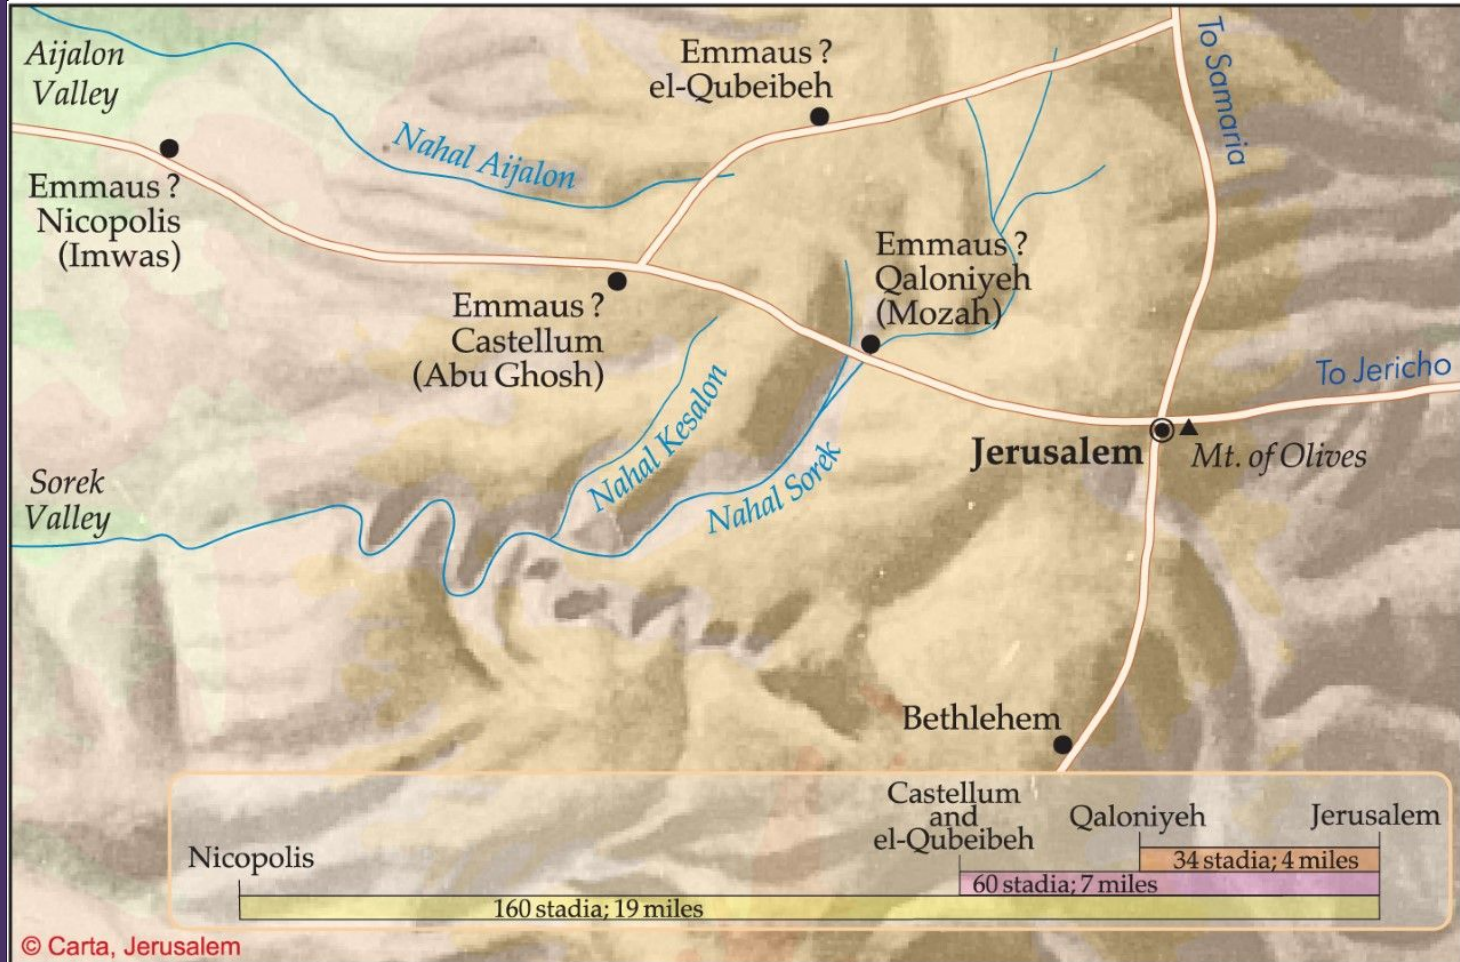 Aijalon
Valley
Emmaus ?
el-Qubeibeh
To Samaria
Nahal Aijalon
Emmaus ?
Nicopolis
(Imwas)
Emmaus ?
Qaloniyeh
(Mozah)
Emmaus ?
Castellum
(Abu Ghosh)
To Jericho
Nahal Kesalon
Jerusalem
Mt. of Olives
Sorek
Valley
Nahal Sorek
Bethlehem
Castellum
and
el-Qubeibeh
Qaloniyeh
Jerusalem
Nicopolis
34 stadia; 4 miles
60 stadia; 7 miles
160 stadia; 19 miles
© Carta, Jerusalem